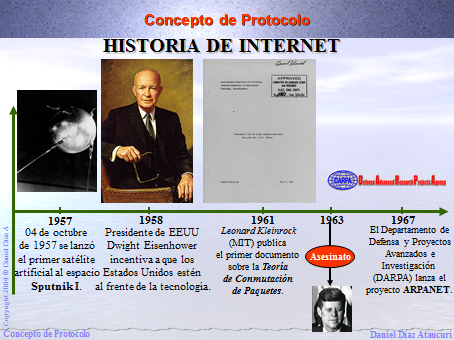 Concepto de Protocolo
HISTORIA DE INTERNET
APPROVED
DARPA Defense Advanced Research Projects Agency
1957
04 de octubre
de 1957 se lanzó
el primer satélite
artificial al espacio
Sputnik I.
1958
Presidente de EEUU
Dwight Eisenhower
incentiva a que los
Estados Unidos estén
al frente de la tecnología.
1961
Leonard Kleinrock
(MIT) publica
el primer documento
sobre la Teoría
de Conmutación
de Paquetes.
1963
Asesinato
1967
El Departamento de
Defensa y Proyectos
Avanzados e
Investigación
(DARPA) lanza el
proyecto ARPANET.
Copyright 2004 © Daniel Díaz A
Concepto de Protocolo
Daniel Díaz Ataucuri